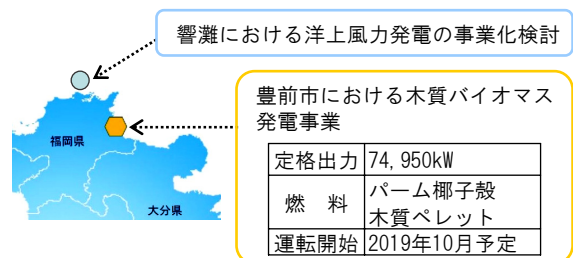 響灘における洋上風力発電の事業化検討
豊前市における木質バイオマス
発電事業
定格出力 74,950kW
燃　料 パーム椰子殻
木質ペレット
運転開始 2019年10月予定
福岡県
大分県